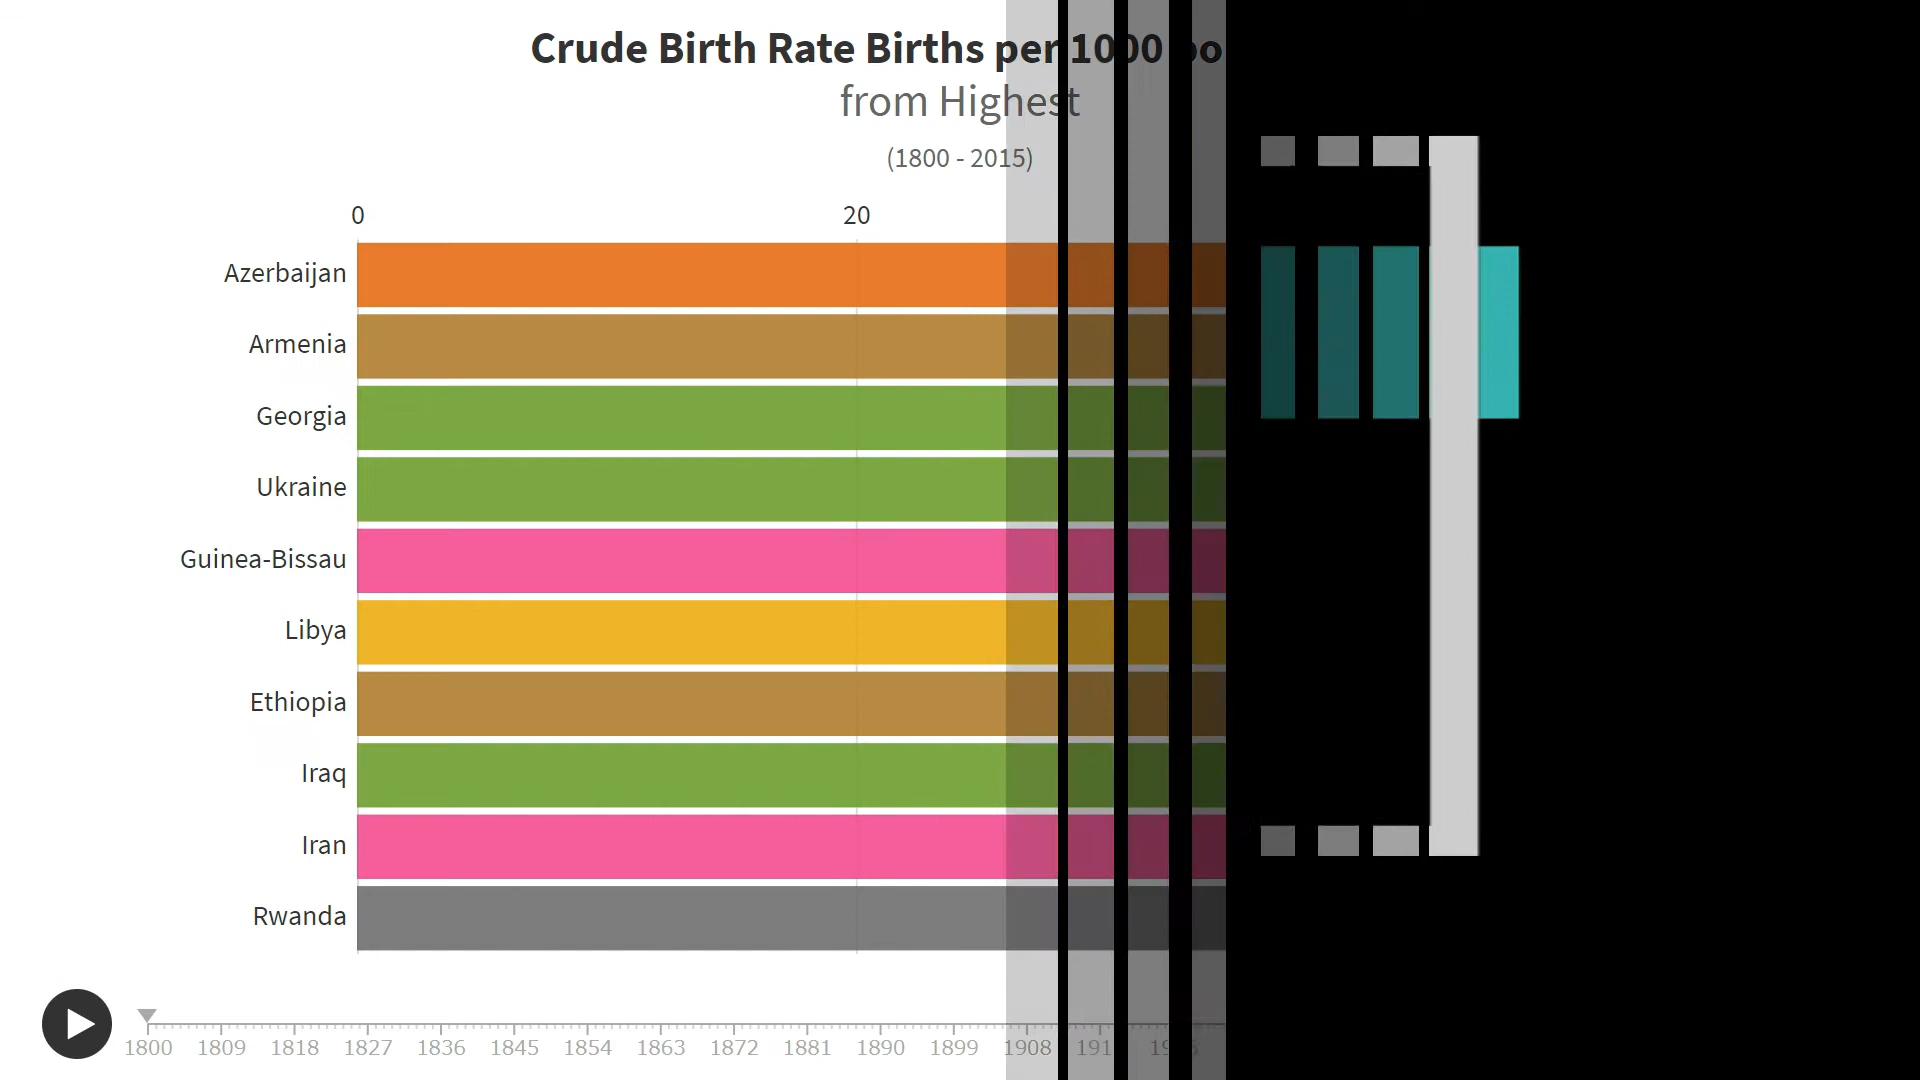 Crude Birth Rate Births per 1000
from Highest
(1800 - 2015)
0 20
Azerbaijan
Armenia
Georgia
Ukraine
Guinea-Bissau
Libya
Ethiopia
Iraq
Iran
Rwanda
1800 1809 1818 1827 1836 1845 1854 1863 1872 1881 1890 1899 1908